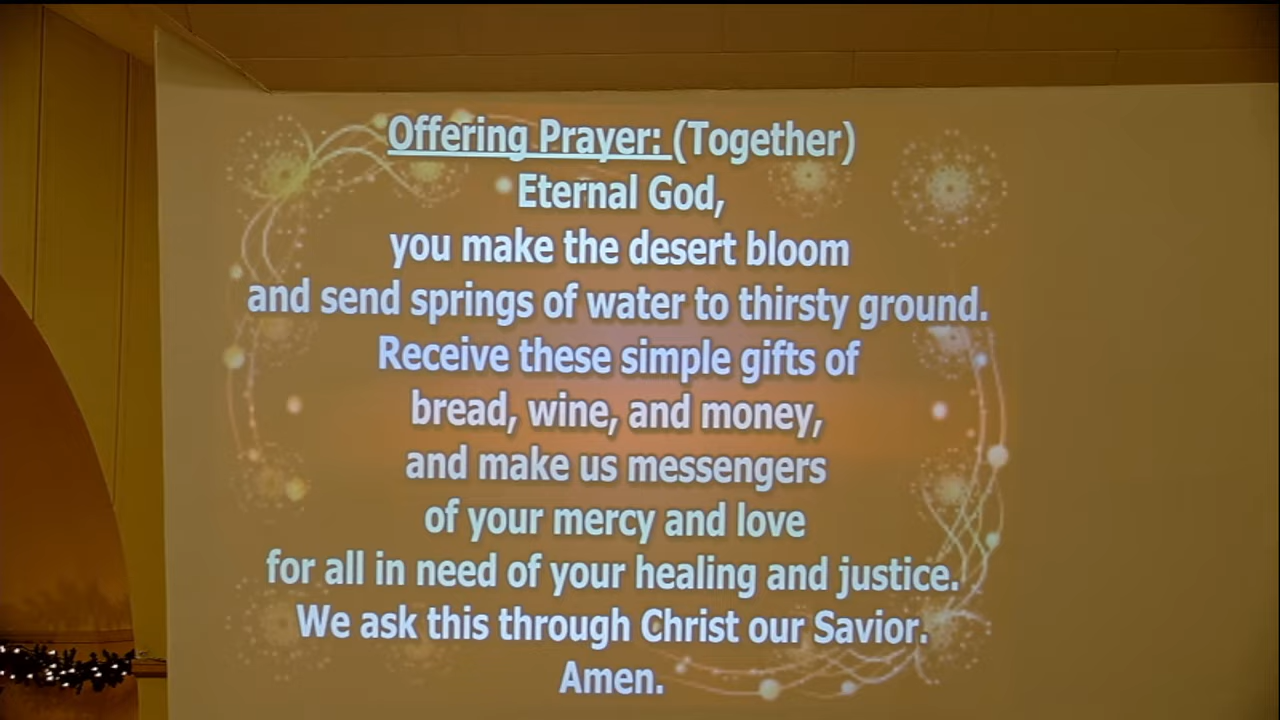 Offering Prayer: (Together)
Eternal God,
you make the desert bloom
and send springs of water to thirsty ground.
Receive these simple gifts of
bread, wine, and money,
and make us messengers
of your mercy and love
for all in need of your healing and justice.
We ask this through Christ our Savior.
Amen.